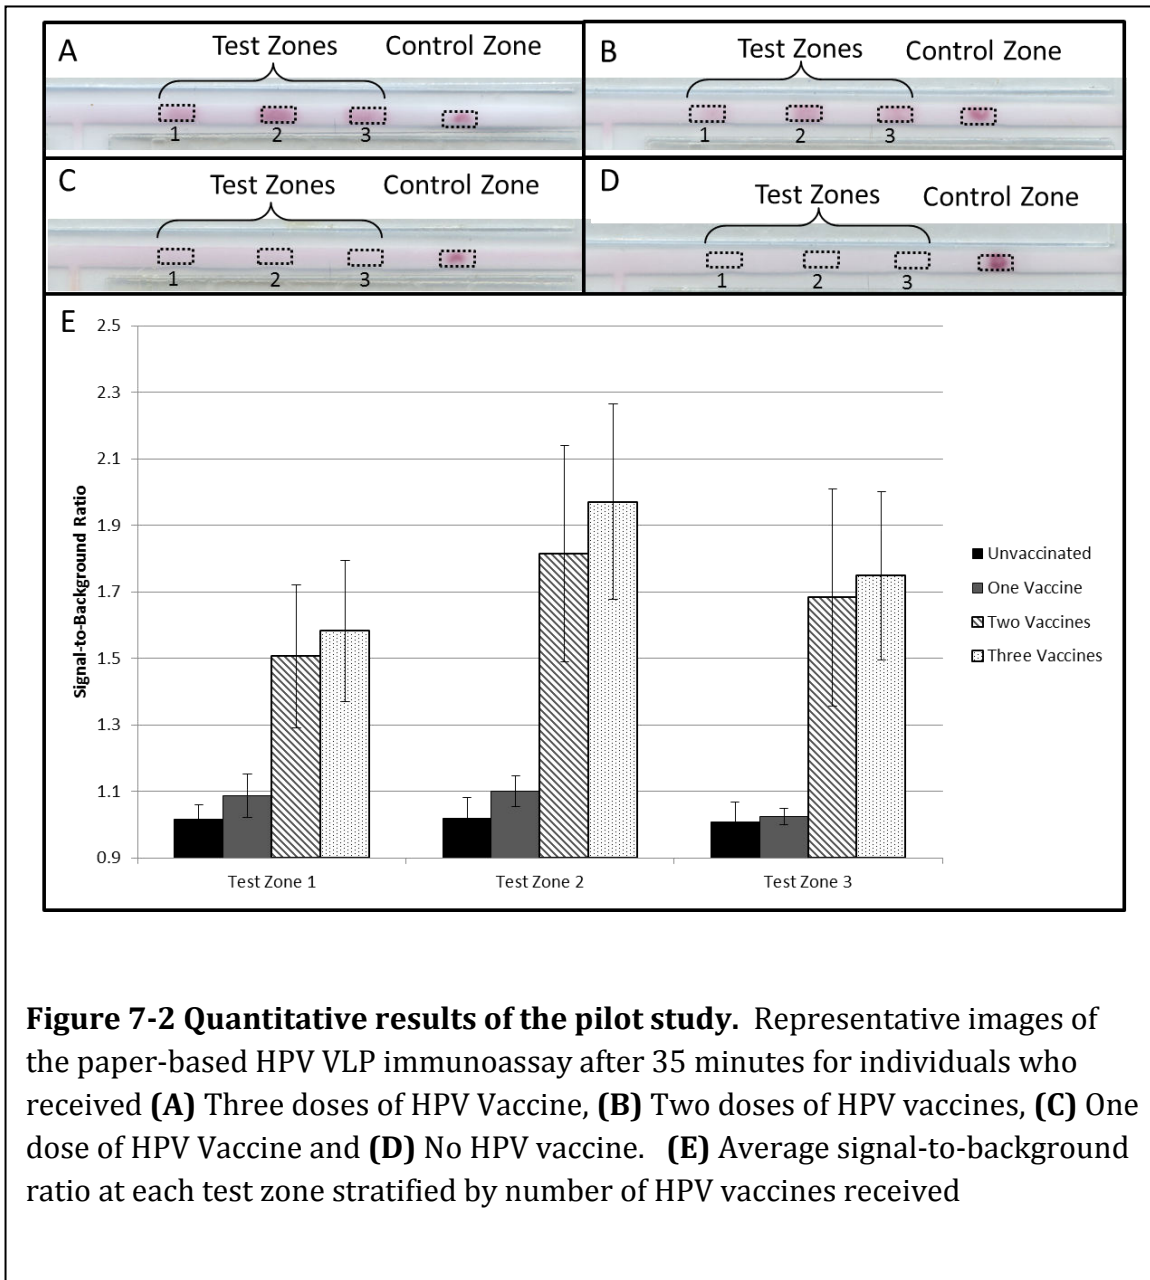 A
Test Zones
Control Zone
1
2
3
B
Test Zones
Control Zone
1
2
3
C
Test Zones
Control Zone
1
2
3
D
Test Zones
Control Zone
1
2
3
E
2.5
2.3
2.1
1.9
1.7
1.5
1.3
1.1
0.9
Signal-to-Background Ratio
Test Zone 1
Test Zone 2
Test Zone 3
Unvaccinated
One Vaccine
Two Vaccines
Three Vaccines
Figure 7-2 Quantitative results of the pilot study. Representative images of
the paper-based HPV VLP immunoassay after 35 minutes for individuals who
received (A) Three doses of HPV Vaccine, (B) Two doses of HPV vaccines, (C) One
dose of HPV Vaccine and (D) No HPV vaccine. (E) Average signal-to-background
ratio at each test zone stratified by number of HPV vaccines received